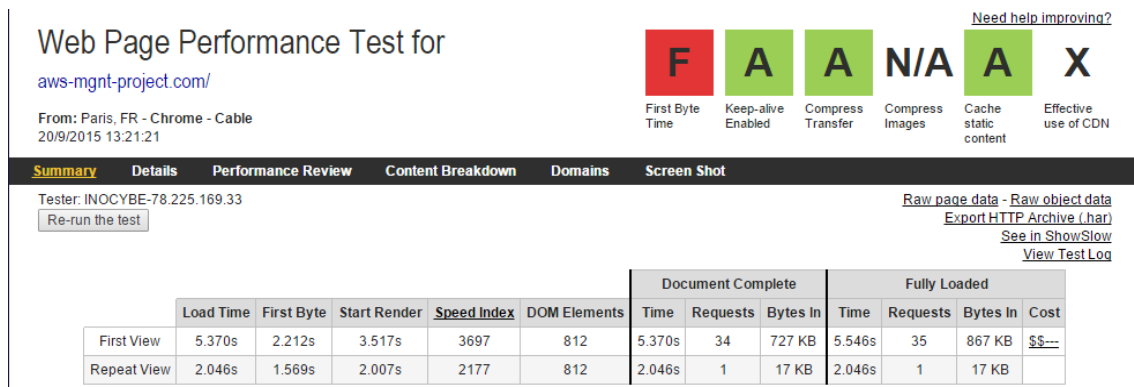 Need help improving?
Web Page Performance Test for
aws-mgnt-project.com/
From: Paris, FR - Chrome - Cable
20/9/2015 13:21:21
F A A N/A A X
First Byte Time Keep-alive Enabled Compress Transfer Compress Images Cache static content Effective use of CDN
Summary Details Performance Review Content Breakdown Domains Screen Shot
Tester: INOCYBE-78.225.169.33
Re-run the test
Raw page data - Raw object data
Export HTTP Archive (.har)
See in ShowSlow
View Test Log
Document Complete Fully Loaded
Load Time First Byte Start Render Speed Index DOM Elements Time Requests Bytes In Time Requests Bytes In Cost
First View 5.370s 2.212s 3.517s 3697 812 5.370s 34 727 KB 5.546s 35 867 KB $$---
Repeat View 2.046s 1.569s 2.007s 2177 812 2.046s 1 17 KB 2.046s 1 17 KB